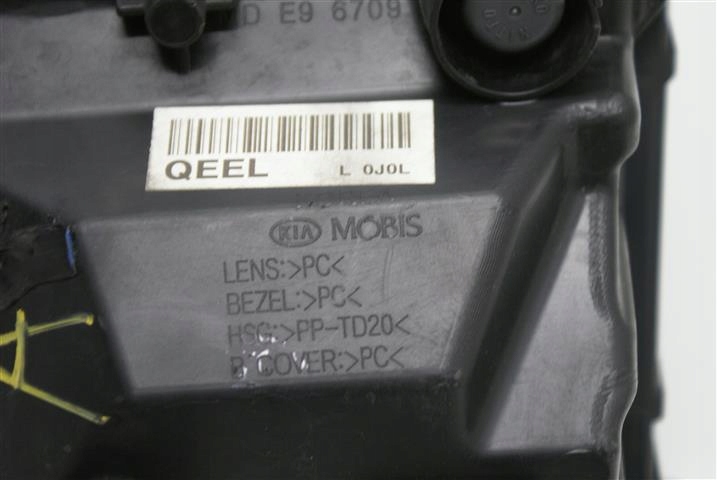 D E9 6709
QEEL L 0J0L
KIA MOBIS
LENS:>PC<
BEZEL:>PC<
HSG:>PP-TD20<
B COVER:>PC<